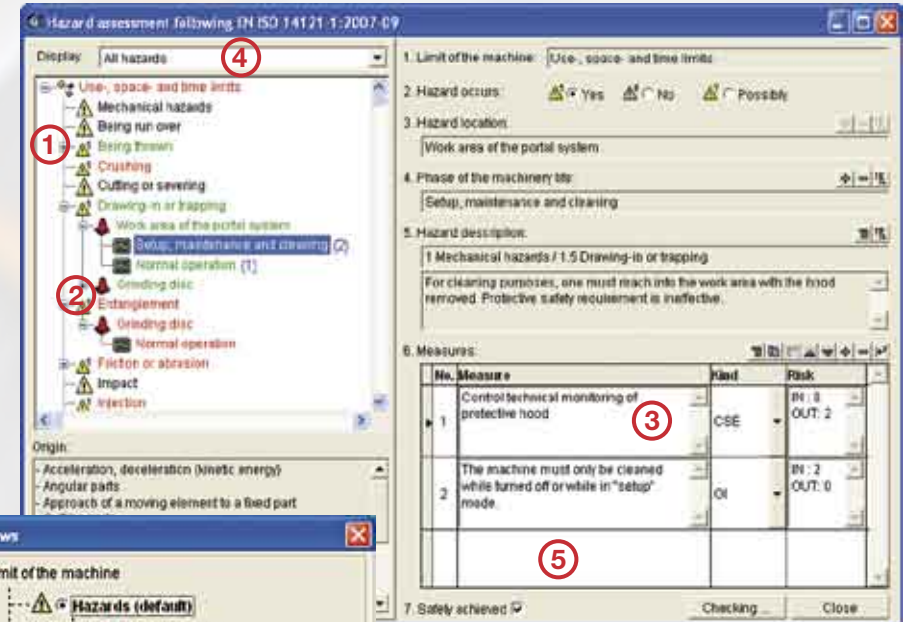 Hazard assessment following EN ISO 14121-1:2007-09
Display:
All hazards
4
Use-, space- and time limits
Mechanical hazards
Being run over
1
Being thrown
Crushing
Cutting or severing
Drawing-in or trapping
Work area of the portal system
Setup, maintenance and cleaning (2)
Normal operation (1)
2
Grinding disc
Entanglement
Grinding disc
Normal operation
Friction or abrasion
Impact
Injection
Origin:
- Acceleration, deceleration (kinetic energy)
- Angular parts
- Approach of a moving element to a fixed part
ws
mit of the machine
Hazards (default)
1. Limit of the machine:
Use-, space- and time limits
2. Hazard occurs:
Yes
No
Possibly
3. Hazard location:
Work area of the portal system
4. Phase of the machinery life:
Setup, maintenance and cleaning
5. Hazard description:
1 Mechanical hazards / 1.5 Drawing-in or trapping
For cleaning purposes, one must reach into the work area with the hood
removed. Protective safety requirement is ineffective.
6. Measures:
No. Measure Kind Risk
1
Control technical monitoring of
protective hood
3
CSE
IN : 8
OUT: 2
2
The machine must only be cleaned
while turned off or while in "setup"
mode.
OI
IN : 2
OUT: 0
5
7. Safety achieved
Checking ...
Close